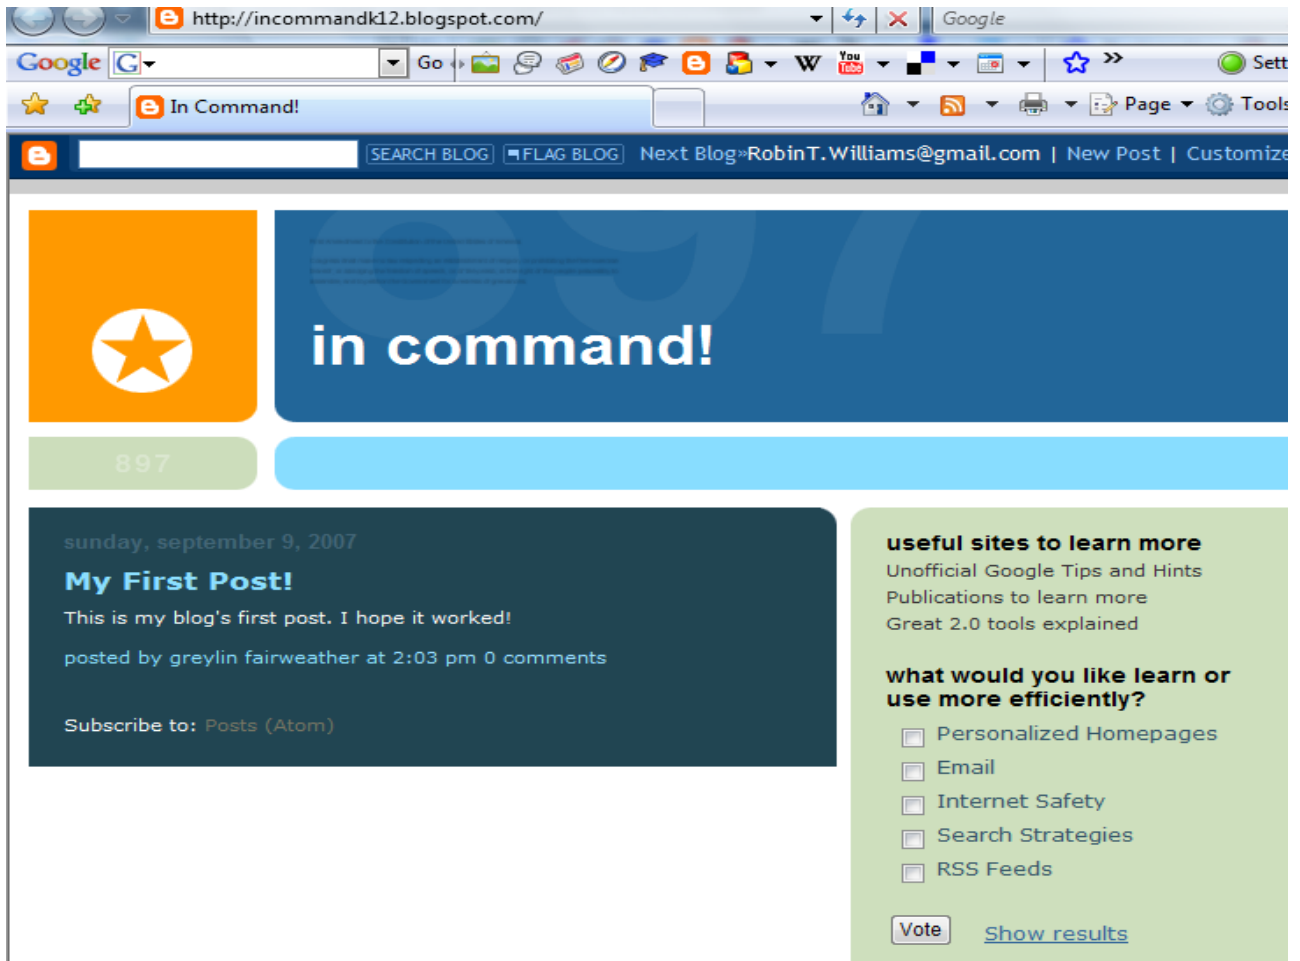 http://incommandk12.blogspot.com/
Google
Google G Go W You Tube Sett
In Command! Page Tools
SEARCH BLOG FLAG BLOG Next Blog» RobinT.Williams@gmail.com | New Post | Customize
897
in command!
897
sunday, september 9, 2007
My First Post!
This is my blog's first post. I hope it worked!
posted by greylin fairweather at 2:03 pm 0 comments
Subscribe to: Posts (Atom)
useful sites to learn more
Unofficial Google Tips and Hints
Publications to learn more
Great 2.0 tools explained
what would you like learn or
use more efficiently?
Personalized Homepages
Email
Internet Safety
Search Strategies
RSS Feeds
Vote Show results